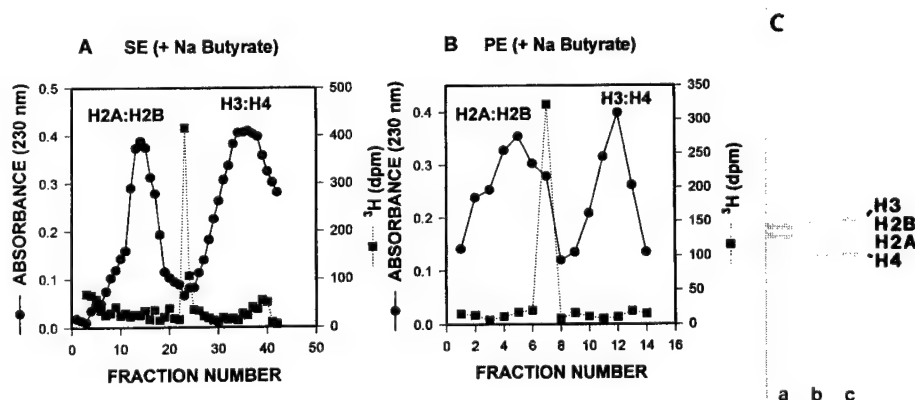 A SE (+ Na Butyrate)
B PE (+ Na Butyrate)
C
ABSORBANCE (230 nm)
0.5
0.4
0.3
0.2
0.1
0.0
H2A:H2B
H3:H4
500
400
300
200
100
0
³H (dpm)
0 10 20 30 40 50
FRACTION NUMBER
ABSORBANCE (230 nm)
0.4
0.3
0.2
0.1
0.0
H2A:H2B
H3:H4
350
300
250
200
150
100
50
0
³H (dpm)
0 2 4 6 8 10 12 14 16
FRACTION NUMBER
H3
H2B
H2A
H4
a b c